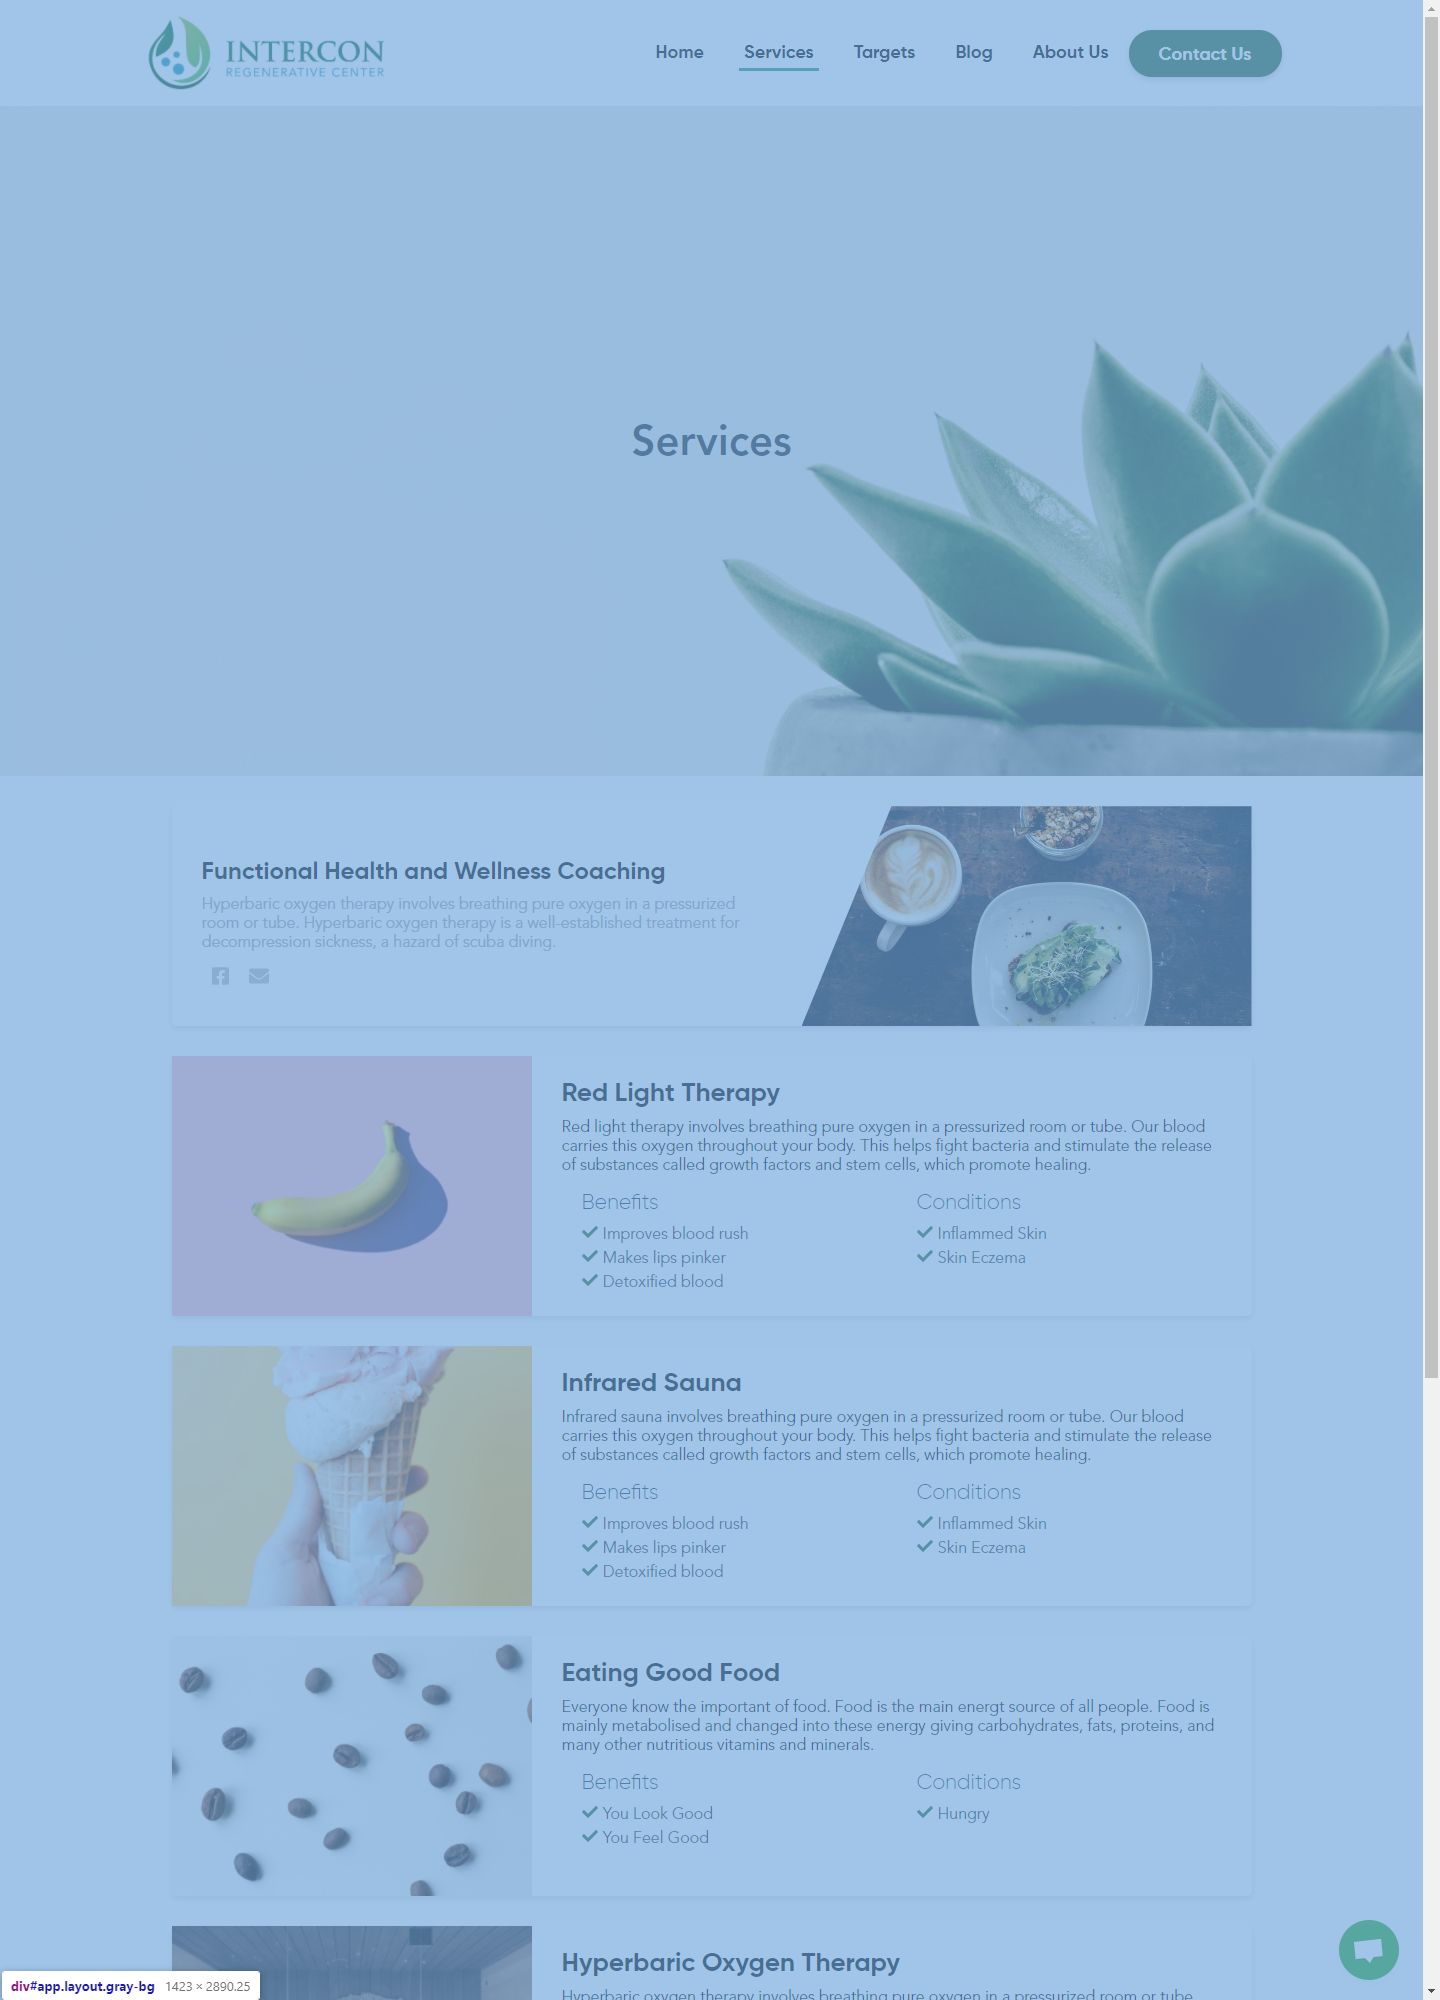 INTERCON
REGENERATIVE CENTER
Home
Services
Targets
Blog
About Us
Contact Us
Services
Functional Health and Wellness Coaching
Hyperbaric oxygen therapy involves breathing pure oxygen in a pressurized
room or tube. Hyperbaric oxygen therapy is a well-established treatment for
decompression sickness, a hazard of scuba diving.
Red Light Therapy
Red light therapy involves breathing pure oxygen in a pressurized room or tube. Our blood
carries this oxygen throughout your body. This helps fight bacteria and stimulate the release
of substances called growth factors and stem cells, which promote healing.
Benefits
Improves blood rush
Makes lips pinker
Detoxified blood
Conditions
Inflammed Skin
Skin Eczema
Infrared Sauna
Infrared sauna involves breathing pure oxygen in a pressurized room or tube. Our blood
carries this oxygen throughout your body. This helps fight bacteria and stimulate the release
of substances called growth factors and stem cells, which promote healing.
Benefits
Improves blood rush
Makes lips pinker
Detoxified blood
Conditions
Inflammed Skin
Skin Eczema
Eating Good Food
Everyone know the important of food. Food is the main energt source of all people. Food is
mainly metabolised and changed into these energy giving carbohydrates, fats, proteins, and
many other nutritious vitamins and minerals.
Benefits
You Look Good
You Feel Good
Conditions
Hungry
Hyperbaric Oxygen Therapy
Hyperbaric oxygen therapy involves breathing pure oxygen in a pressurized room or tube.
div#app.layout.gray-bg 1423 × 2890.25